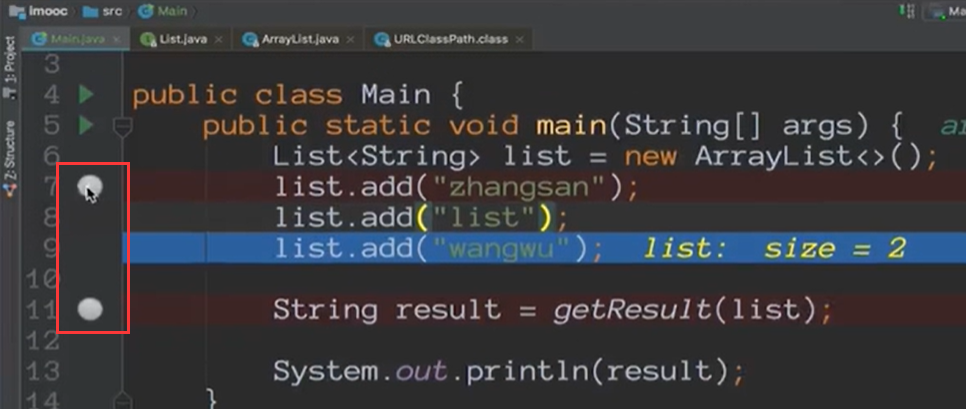 imooc src Main Ma
Main.java List.java ArrayList.java URLClassPath.class
1: Project
Z: Structure
3
4 public class Main {
5 public static void main(String[] args) { ar
6 List<String> list = new ArrayList<>();
7 list.add("zhangsan");
8 list.add("list");
9 list.add("wangwu"); list: size = 2
10
11 String result = getResult(list);
12
13 System.out.println(result);
14 }